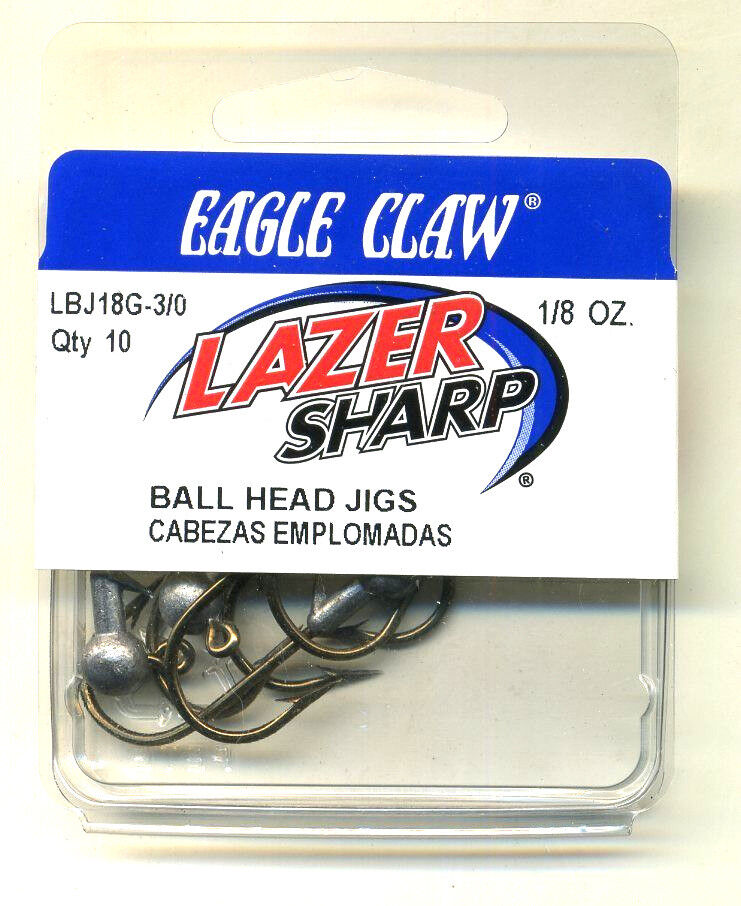 EAGLE CLAW®
LBJ18G-3/0
1/8 OZ.
Qty 10
LAZER
SHARP®
BALL HEAD JIGS
CABEZAS EMPLOMADAS